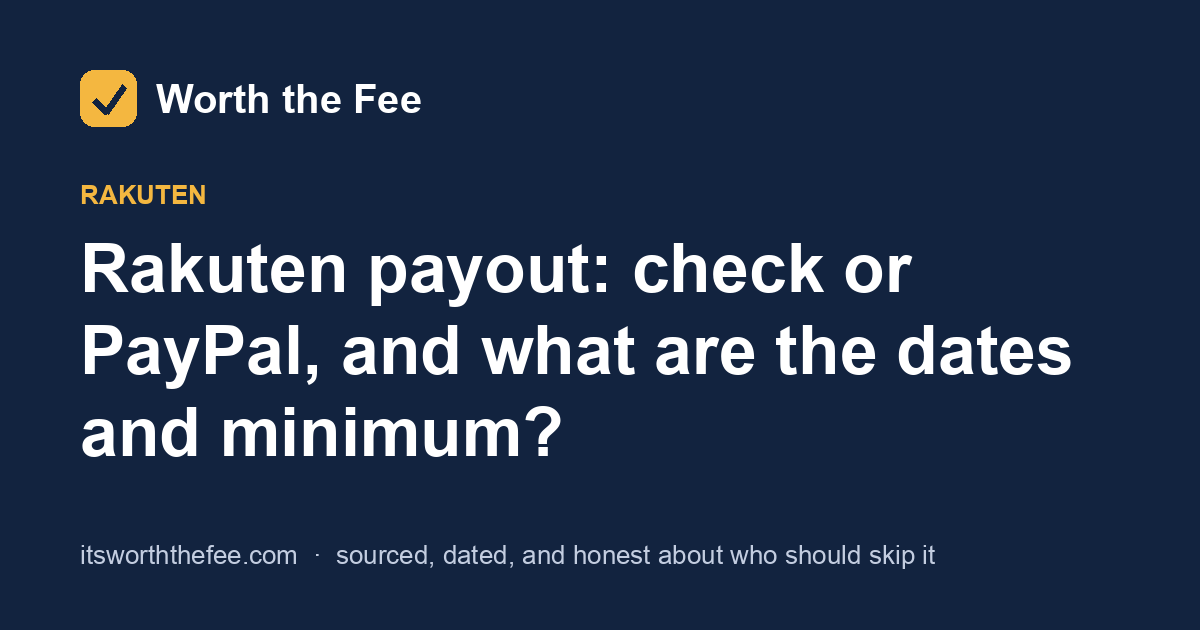 Worth the Fee
RAKUTEN
Rakuten payout: check or
PayPal, and what are the dates
and minimum?
itsworththefee.com · sourced, dated, and honest about who should skip it